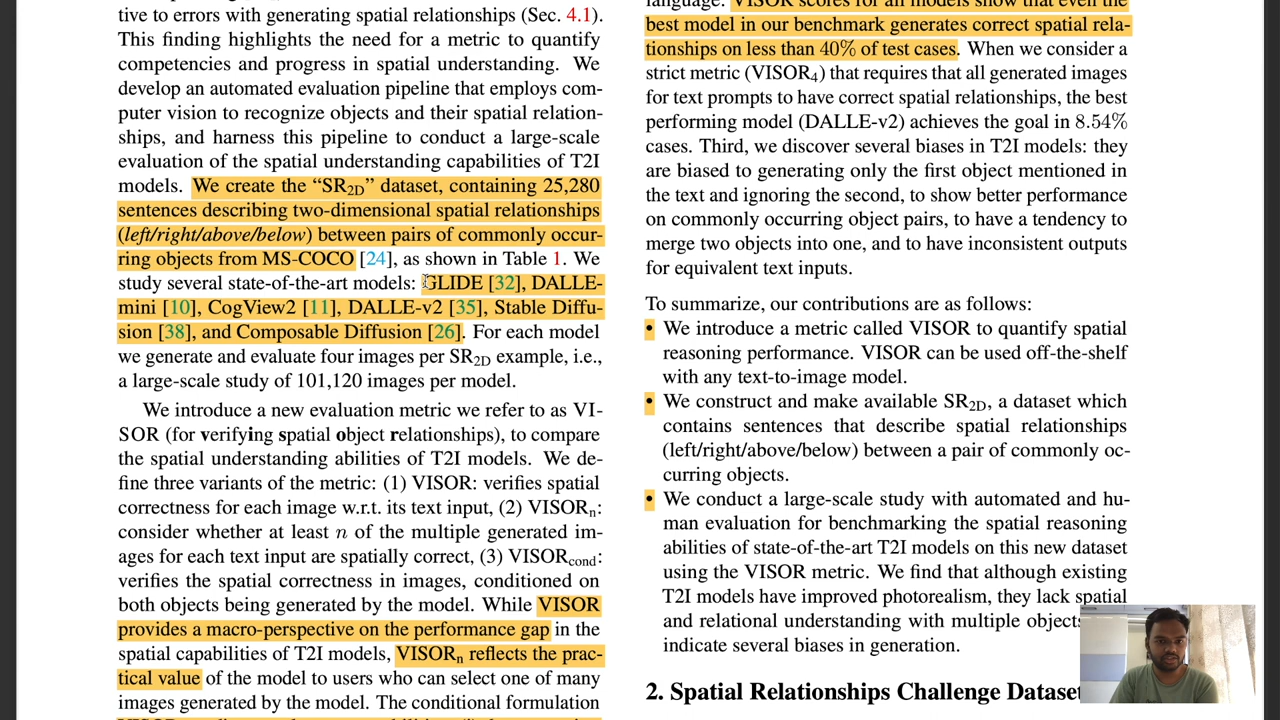 tive to errors with generating spatial relationships (Sec. 4.1).
This finding highlights the need for a metric to quantify
competencies and progress in spatial understanding. We
develop an automated evaluation pipeline that employs com-
puter vision to recognize objects and their spatial relation-
ships, and harness this pipeline to conduct a large-scale
evaluation of the spatial understanding capabilities of T2I
models. We create the “SR2D” dataset, containing 25,280
sentences describing two-dimensional spatial relationships
(left/right/above/below) between pairs of commonly occur-
ring objects from MS-COCO [24], as shown in Table 1. We
study several state-of-the-art models: GLIDE [32], DALLE-
mini [10], CogView2 [11], DALLE-v2 [35], Stable Diffu-
sion [38], and Composable Diffusion [26]. For each model
we generate and evaluate four images per SR2D example, i.e.,
a large-scale study of 101,120 images per model.
We introduce a new evaluation metric we refer to as VI-
SOR (for verifying spatial object relationships), to compare
the spatial understanding abilities of T2I models. We de-
fine three variants of the metric: (1) VISOR: verifies spatial
correctness for each image w.r.t. its text input, (2) VISORn:
consider whether at least n of the multiple generated im-
ages for each text input are spatially correct, (3) VISORcond:
verifies the spatial correctness in images, conditioned on
both objects being generated by the model. While VISOR
provides a macro-perspective on the performance gap in the
spatial capabilities of T2I models, VISORn reflects the prac-
tical value of the model to users who can select one of many
images generated by the model. The conditional formulation
language. VISOR scores for all models show that even the
best model in our benchmark generates correct spatial rela-
tionships on less than 40% of test cases. When we consider a
strict metric (VISOR4) that requires that all generated images
for text prompts to have correct spatial relationships, the best
performing model (DALLE-v2) achieves the goal in 8.54%
cases. Third, we discover several biases in T2I models: they
are biased to generating only the first object mentioned in
the text and ignoring the second, to show better performance
on commonly occurring object pairs, to have a tendency to
merge two objects into one, and to have inconsistent outputs
for equivalent text inputs.
To summarize, our contributions are as follows:
• We introduce a metric called VISOR to quantify spatial
reasoning performance. VISOR can be used off-the-shelf
with any text-to-image model.
• We construct and make available SR2D, a dataset which
contains sentences that describe spatial relationships
(left/right/above/below) between a pair of commonly oc-
curring objects.
• We conduct a large-scale study with automated and hu-
man evaluation for benchmarking the spatial reasoning
abilities of state-of-the-art T2I models on this new dataset
using the VISOR metric. We find that although existing
T2I models have improved photorealism, they lack spatial
and relational understanding with multiple objects
indicate several biases in generation.
2. Spatial Relationships Challenge Dataset